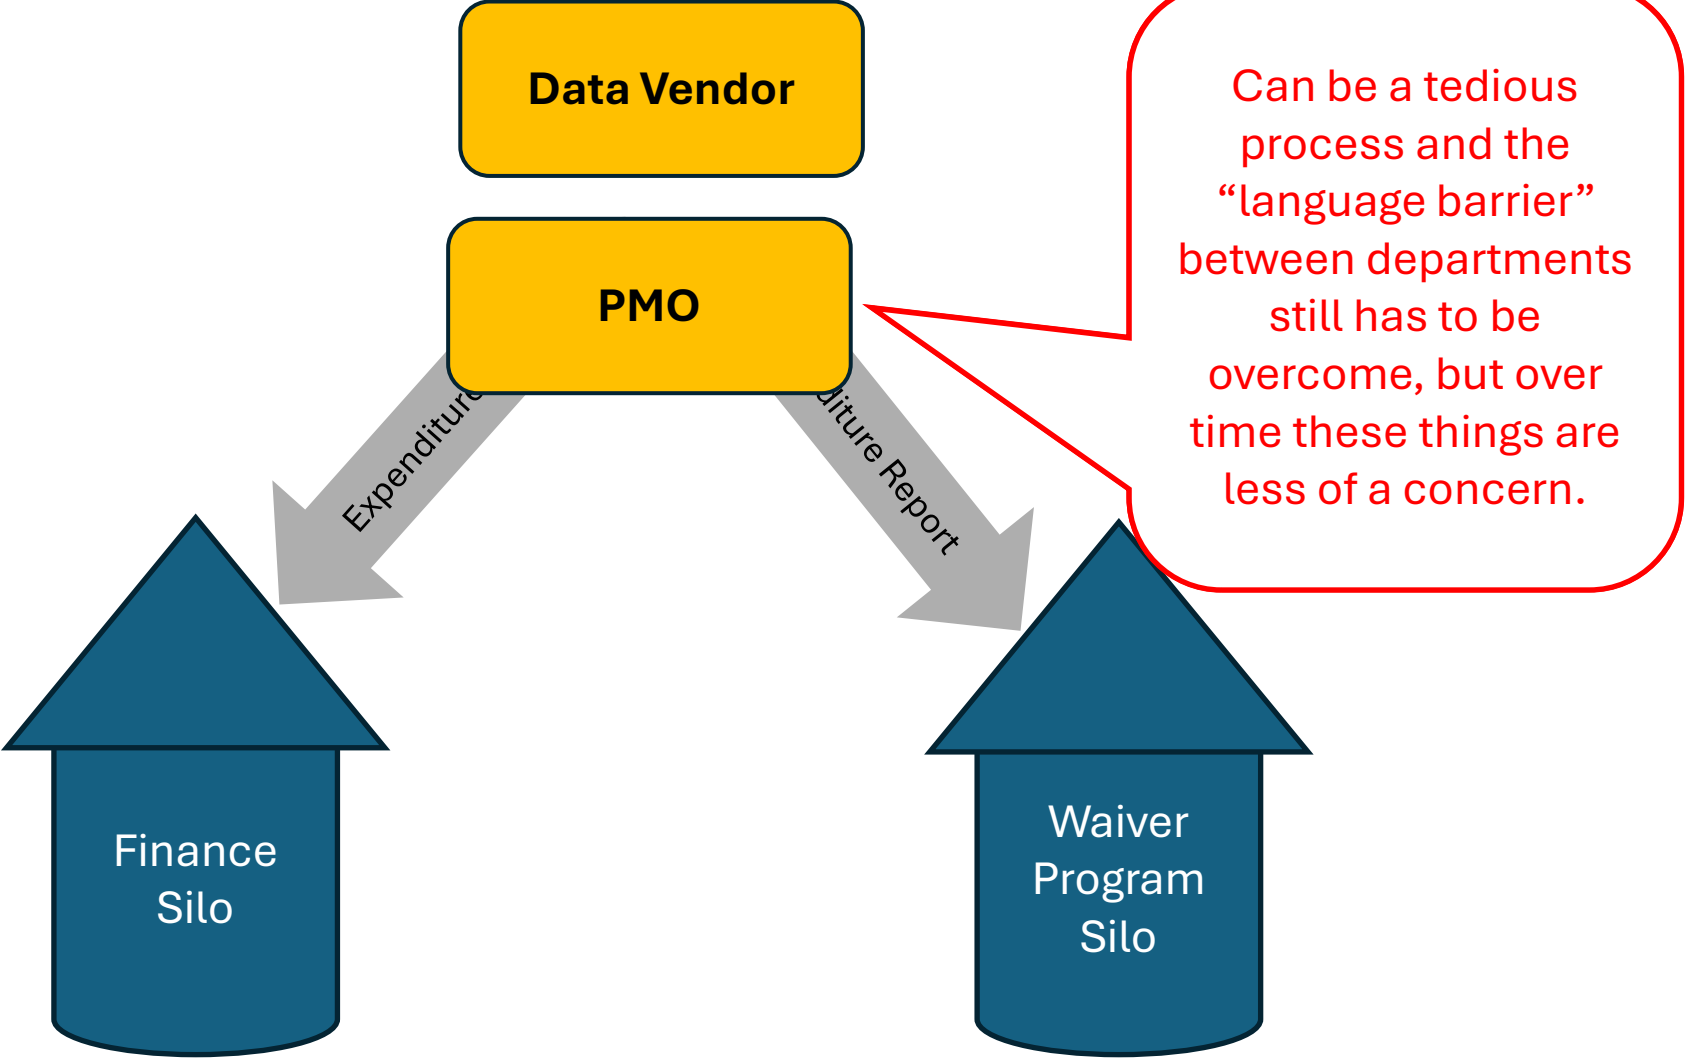 Data Vendor
PMO
Can be a tedious
process and the
“language barrier”
between departments
still has to be
overcome, but over
time these things are
less of a concern.
Expenditure
diture Report
Finance
Silo
Waiver
Program
Silo